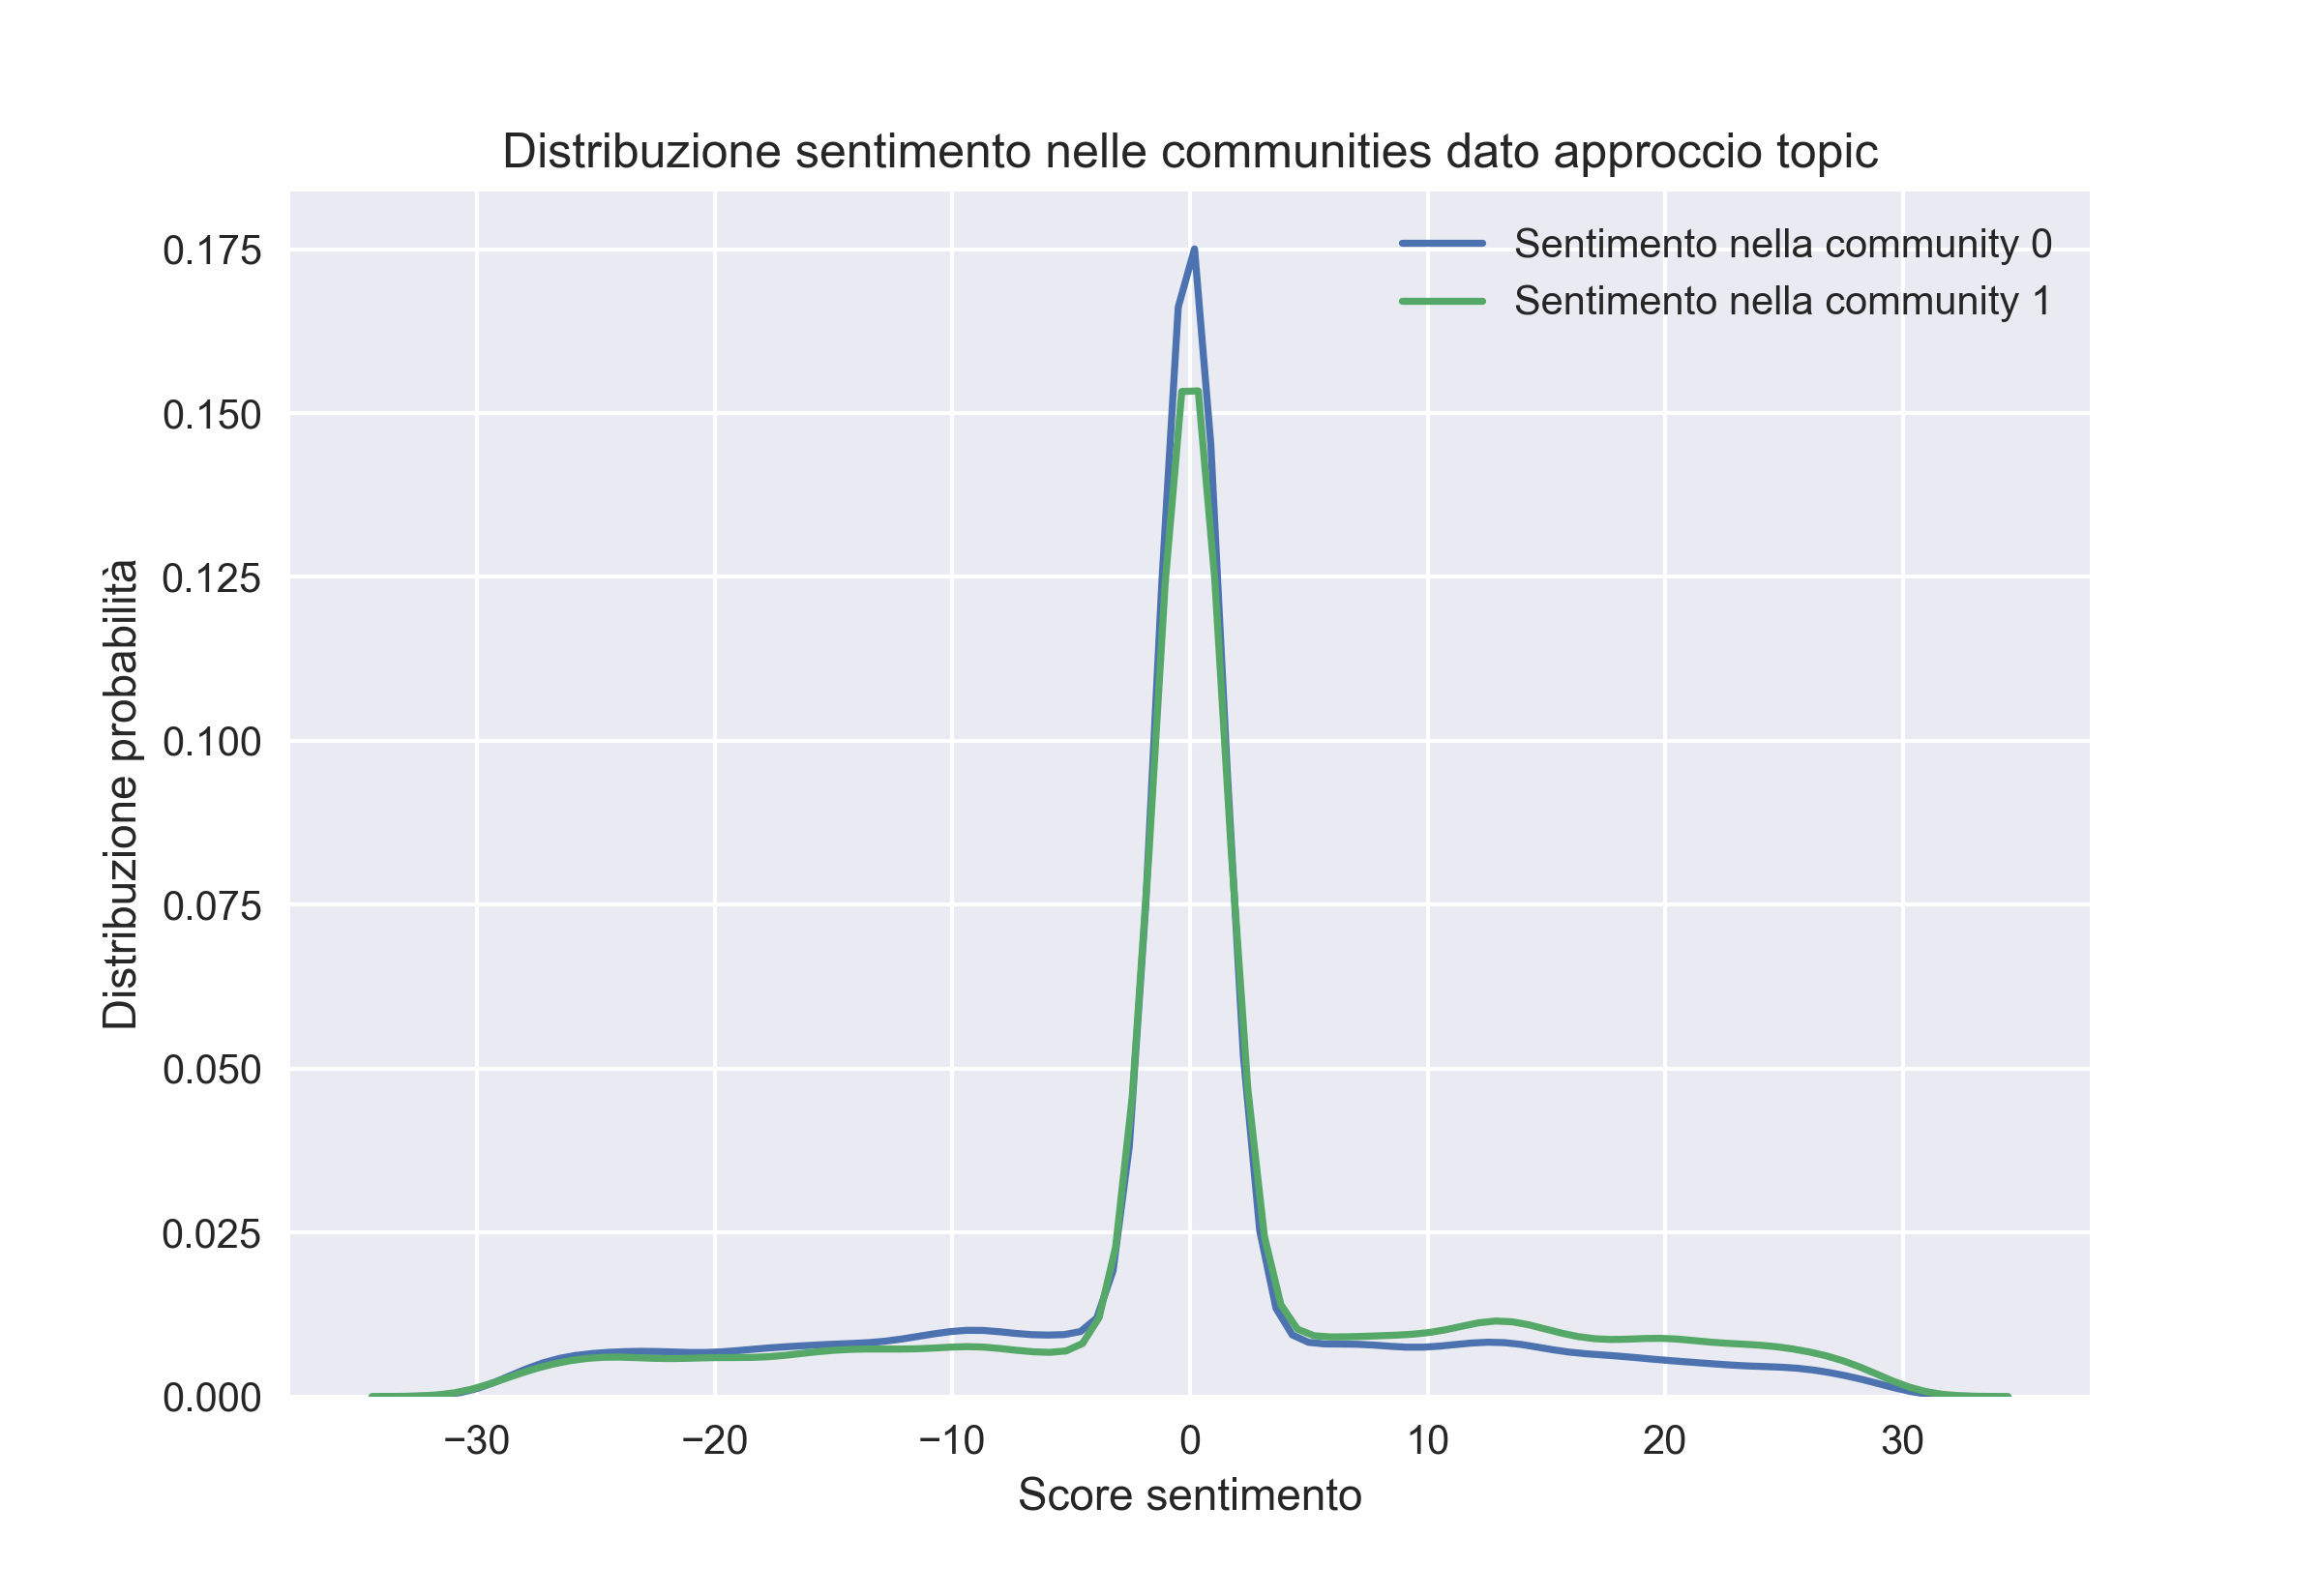 Distribuzione sentimento nelle communities dato approccio topic
Sentimento nella community 0
Sentimento nella community 1
Distribuzione probabilità
0.175
0.150
0.125
0.100
0.075
0.050
0.025
0.000
−30 −20 −10 0 10 20 30
Score sentimento